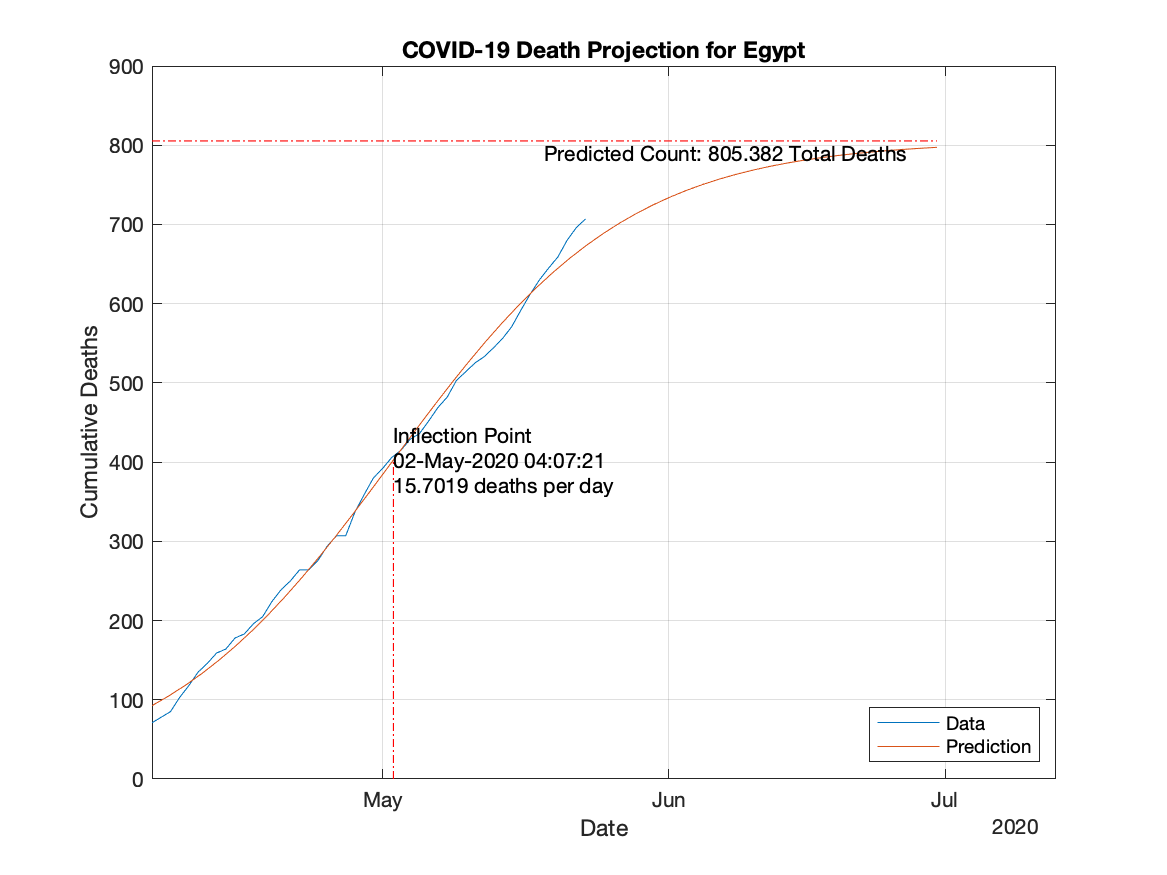 COVID-19 Death Projection for Egypt
900
800
700
600
500
400
300
200
100
0
Cumulative Deaths
Predicted Count: 805.382 Total Deaths
Inflection Point
02-May-2020 04:07:21
15.7019 deaths per day
Data
Prediction
May
Jun
Jul
Date
2020